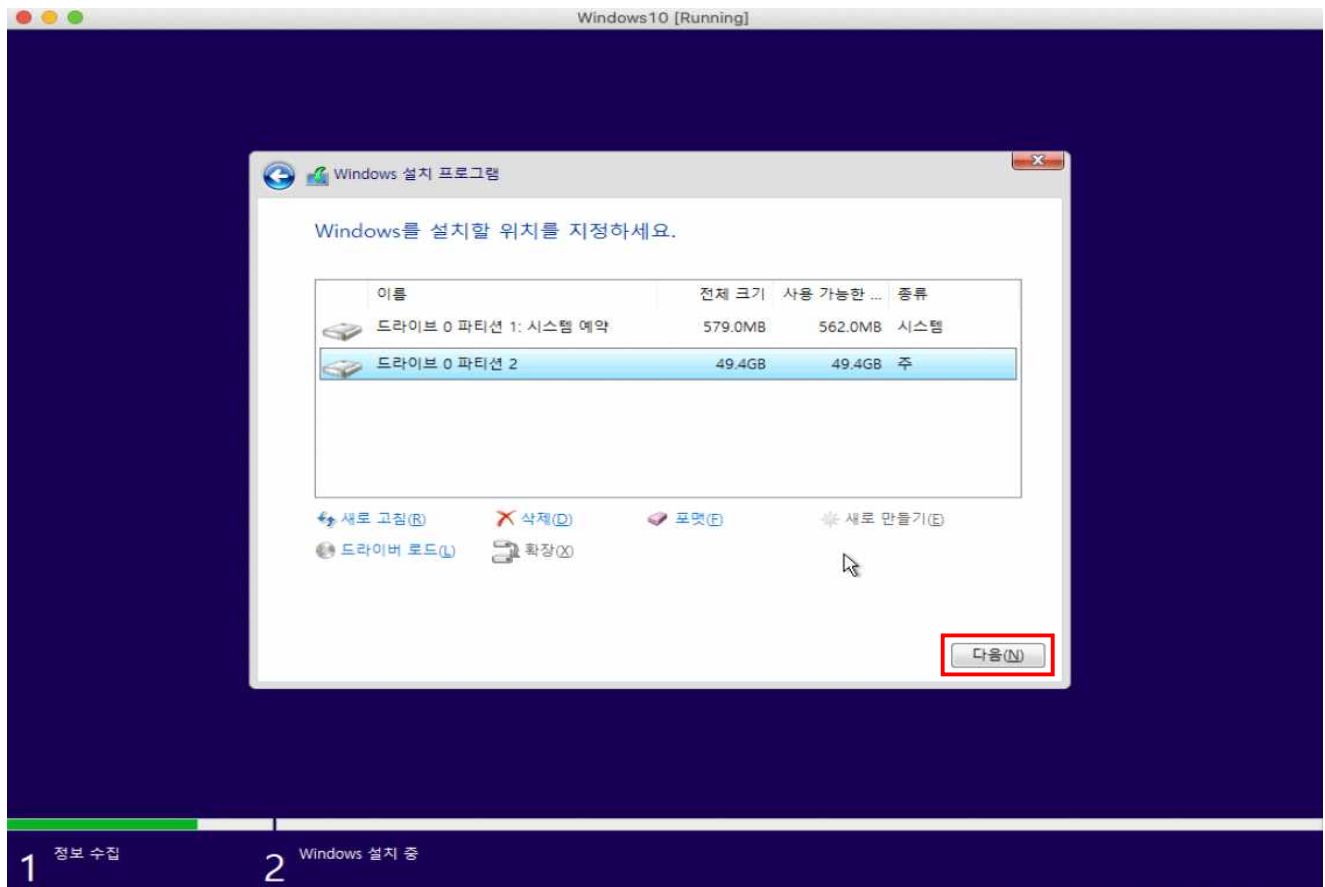 Windows10 [Running]
Windows 설치 프로그램
Windows를 설치할 위치를 지정하세요.
이름 전체 크기 사용 가능한 ... 종류
드라이브 0 파티션 1: 시스템 예약 579.0MB 562.0MB 시스템
드라이브 0 파티션 2 49.4GB 49.4GB 주
새로 고침(R) 삭제(D) 포맷(F) 새로 만들기(E)
드라이버 로드(L) 확장(X)
다음(N)
1 정보 수집 2 Windows 설치 중